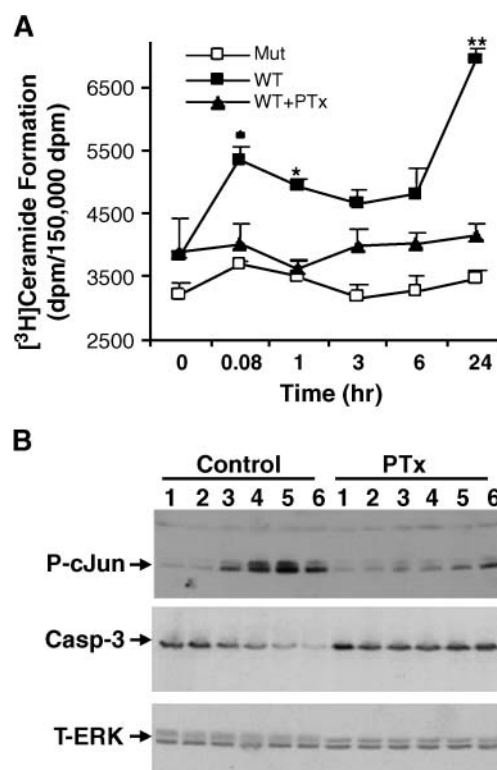 A
Mut
WT
WT+PTx
[³H]Ceramide Formation
(dpm/150,000 dpm)
6500
5500
4500
3500
2500
*
*
**
0 0.08 1 3 6 24
Time (hr)
B
Control PTx
1 2 3 4 5 6 1 2 3 4 5 6
P-cJun
Casp-3
T-ERK